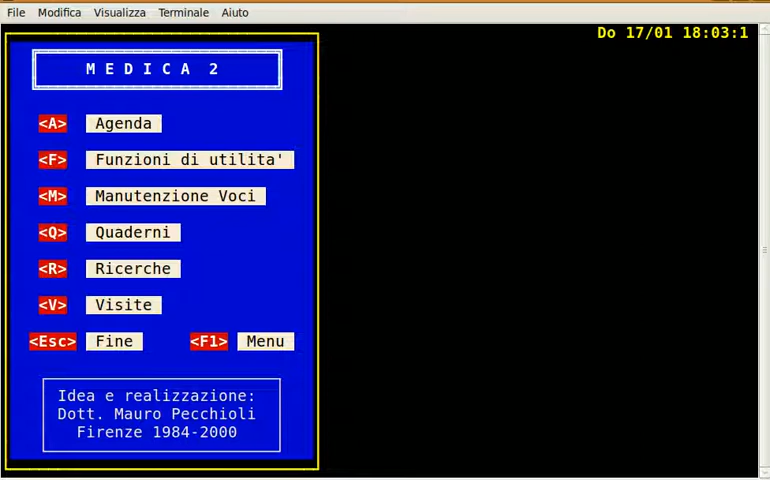 File Modifica Visualizza Terminale Aiuto
Do 17/01 18:03:1
M E D I C A 2
<A> Agenda
<F> Funzioni di utilita'
<M> Manutenzione Voci
<Q> Quaderni
<R> Ricerche
<V> Visite
<Esc> Fine <F1> Menu
Idea e realizzazione:
Dott. Mauro Pecchioli
Firenze 1984-2000